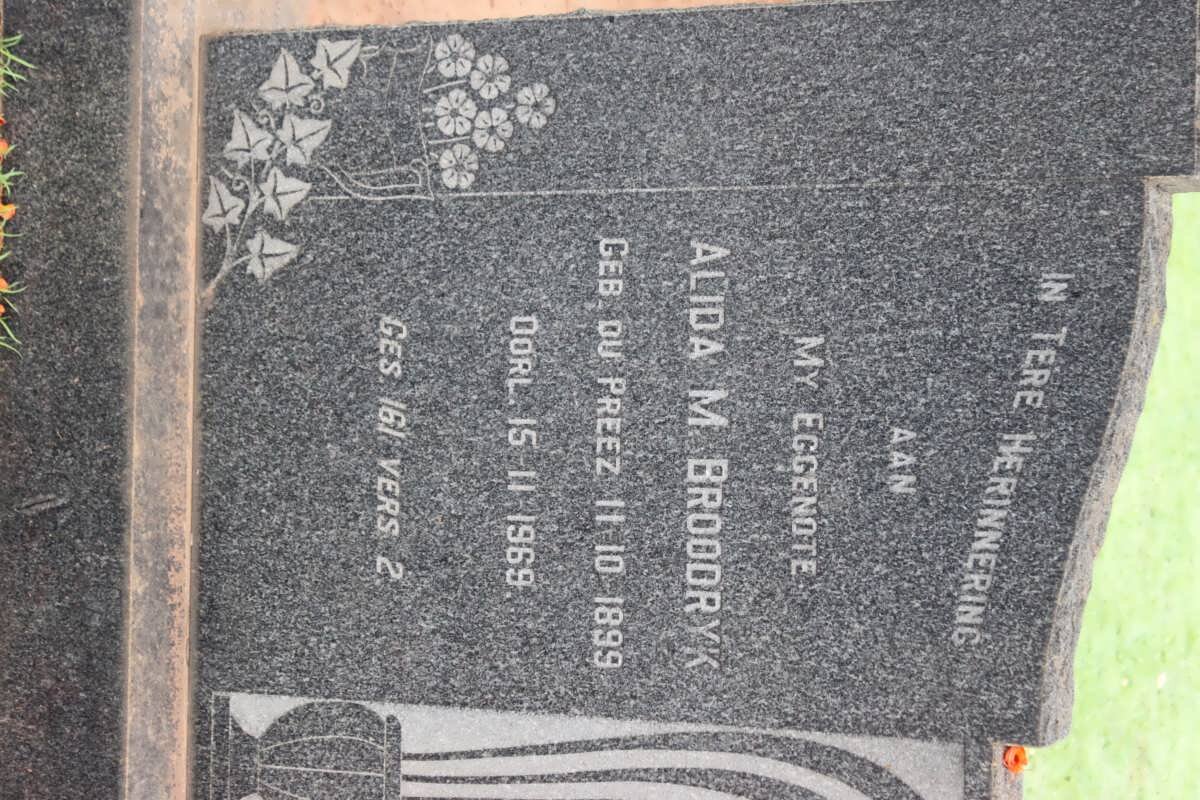 IN TERE HERINNERING
AAN
MY EGGENOTE
ALIDA M. BROODRYK
GEB. DU PREEZ 11-10-1899
OORL. 15-11-1969.
GES. 161 VERS 2.